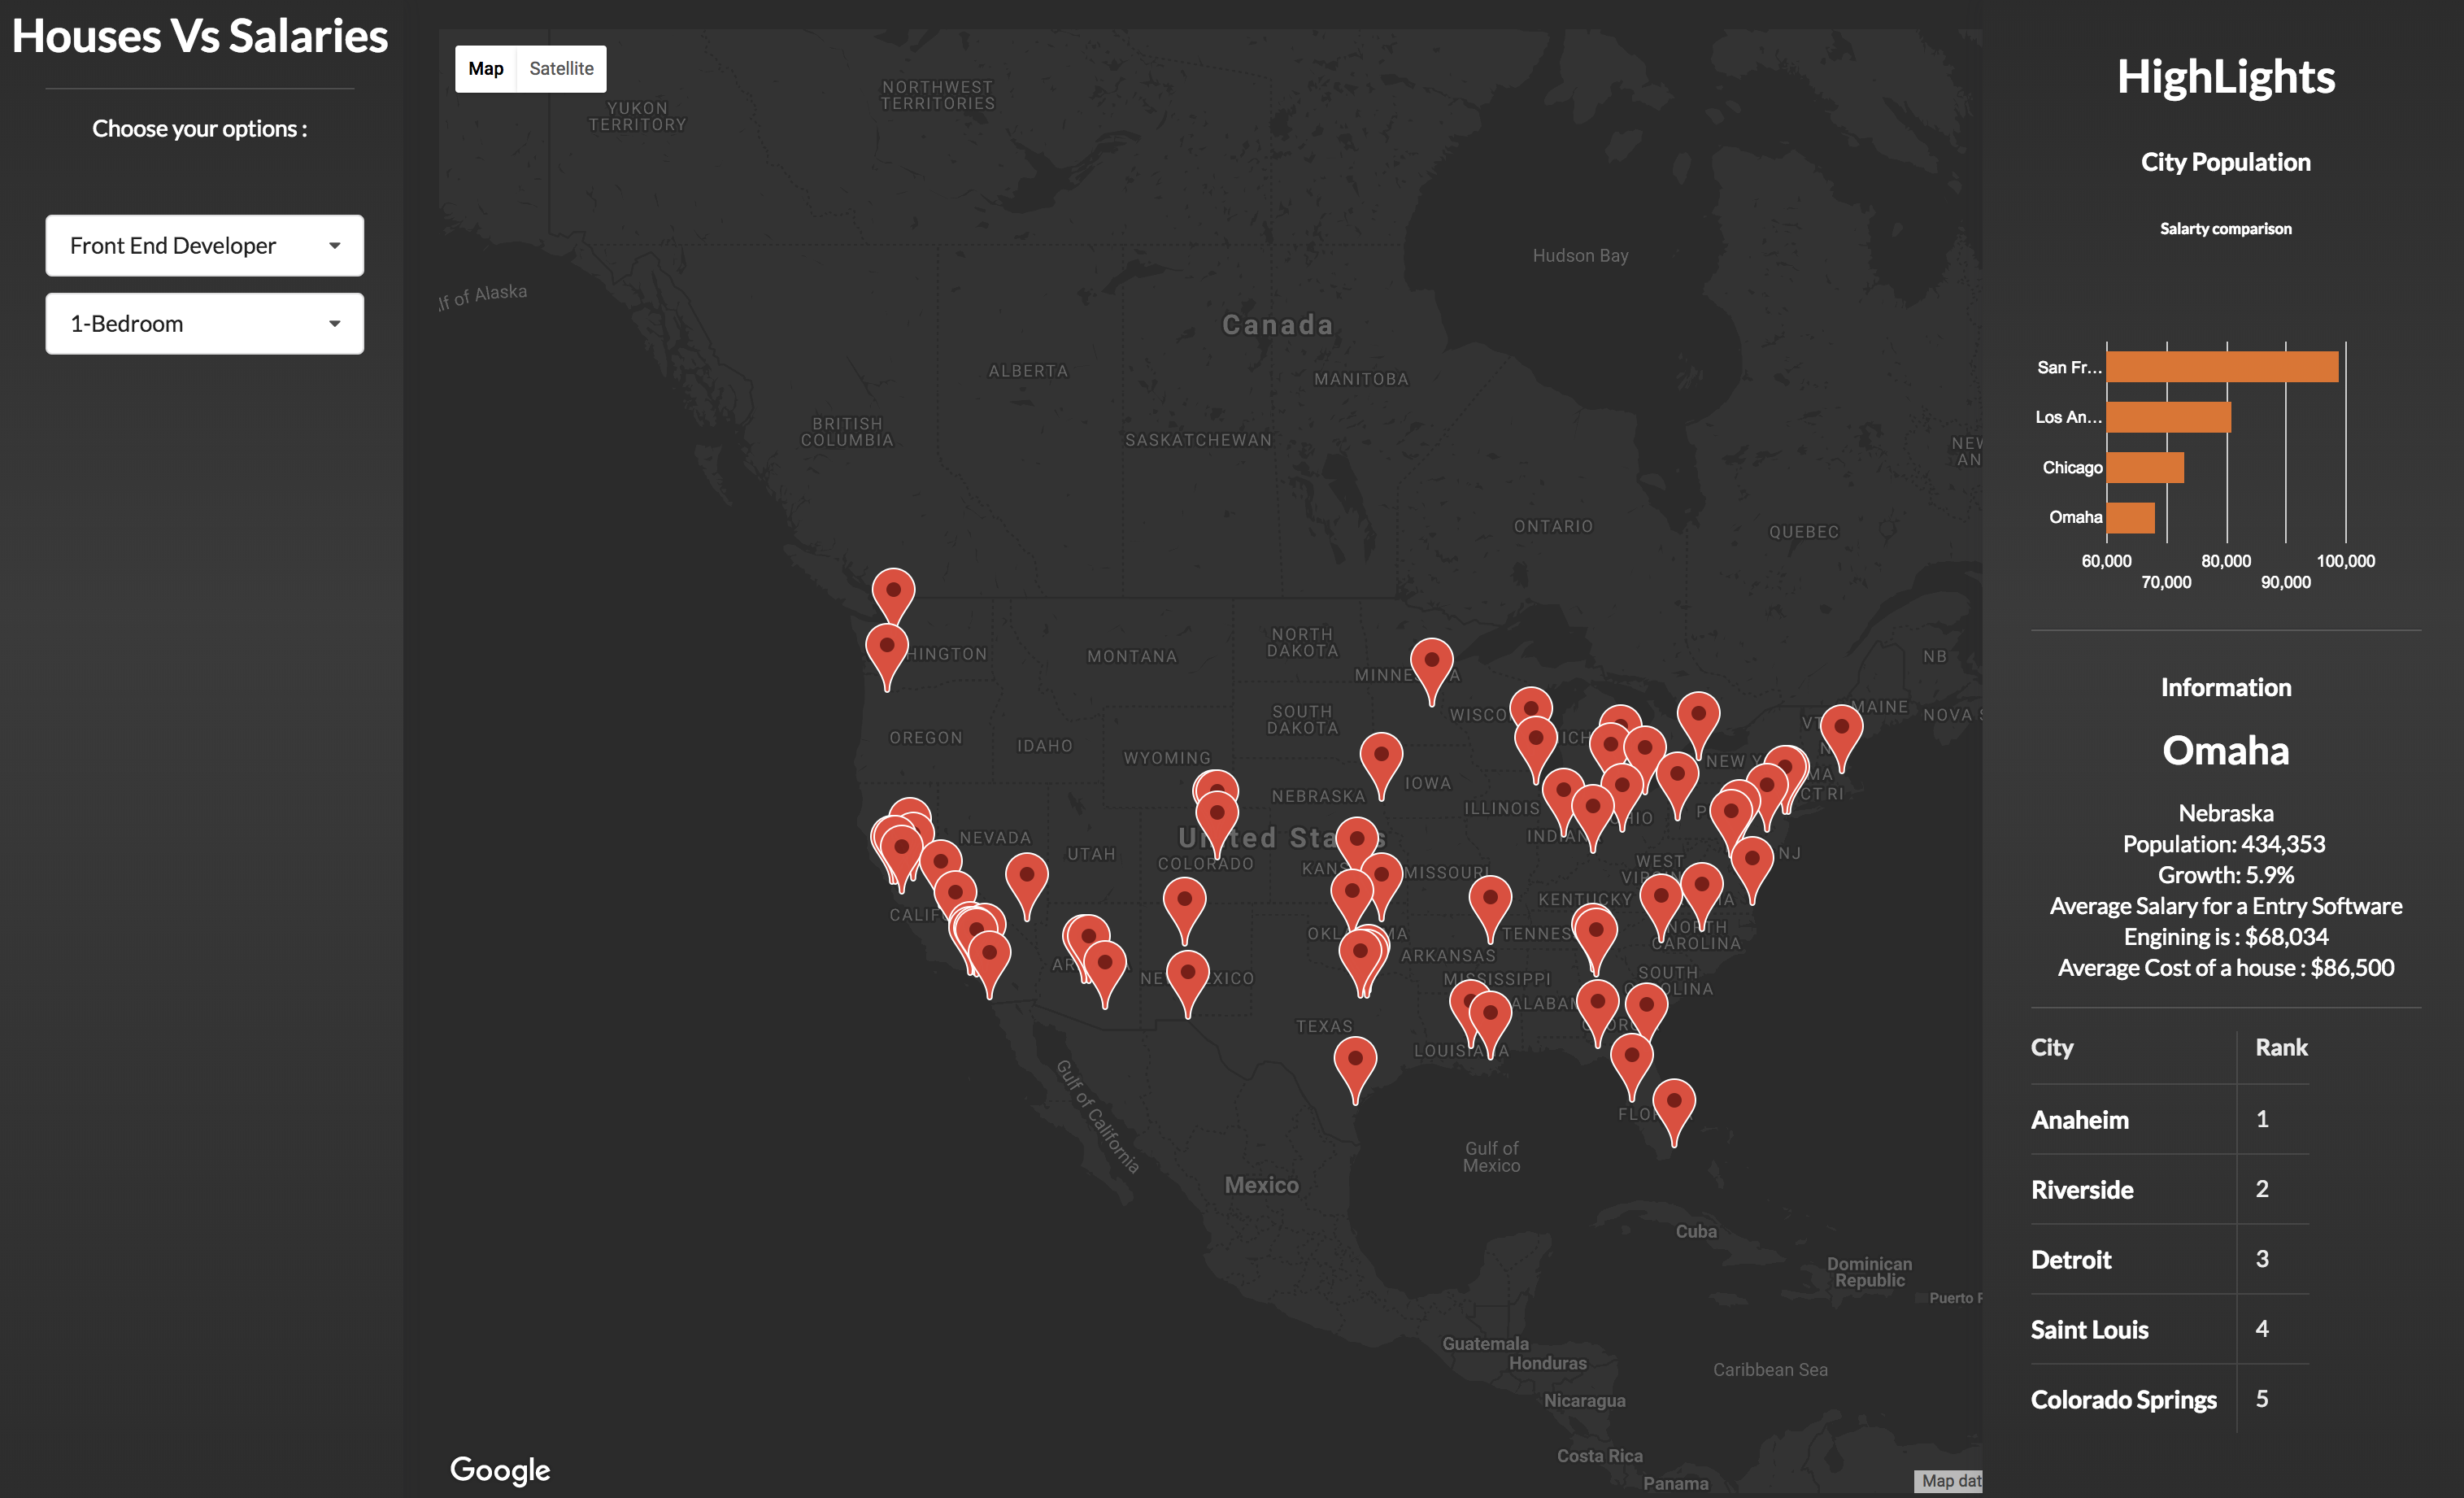 Houses Vs Salaries
Choose your options :
Front End Developer
1-Bedroom
Map
Satellite
YUKON
TERRITORY
NORTHWEST
TERRITORIES
Hudson Bay
lf of Alaska
Canada
ALBERTA
MANITOBA
BRITISH
COLUMBIA
SASKATCHEWAN
NEW
AN
ONTARIO
QUEBEC
HINGTON
MONTANA
NORTH
DAKOTA
MINNES
A
NB
MAINE
NOVA S
WISCO
SOUTH
DAKOTA
ICH
VT
N
OREGON
IDAHO
WYOMING
NEW Y
MA
CT RI
NEBRASKA
IOWA
ILLINOIS
P
HIO
INDIAN
NEVADA
United Sta
s
UTAH
COLORADO
KANS
MISSOURI
WEST
VIR
NJ
KENTUCKY
IA
CALIF
OKL
MA
TENNES
NORTH
CAROLINA
AR
NE
XICO
ARKANSAS
MISSISSIPPI
SOUTH
C
OLINA
ALABAM
TEXAS
GEORG
LOUISIANA
Gulf of California
FLO
Gulf of
Mexico
Mexico
Cuba
Dominican
Republic
Puerto R
Guatemala
Honduras
Caribbean Sea
Nicaragua
Costa Rica
Panama
Google
Map dat
HighLights
City Population
Salarty comparison
San Fr...
Los An...
Chicago
Omaha
60,000
80,000
100,000
70,000
90,000
Information
Omaha
Nebraska
Population: 434,353
Growth: 5.9%
Average Salary for a Entry Software
Engining is : $68,034
Average Cost of a house : $86,500
City Rank
Anaheim 1
Riverside 2
Detroit 3
Saint Louis 4
Colorado Springs 5